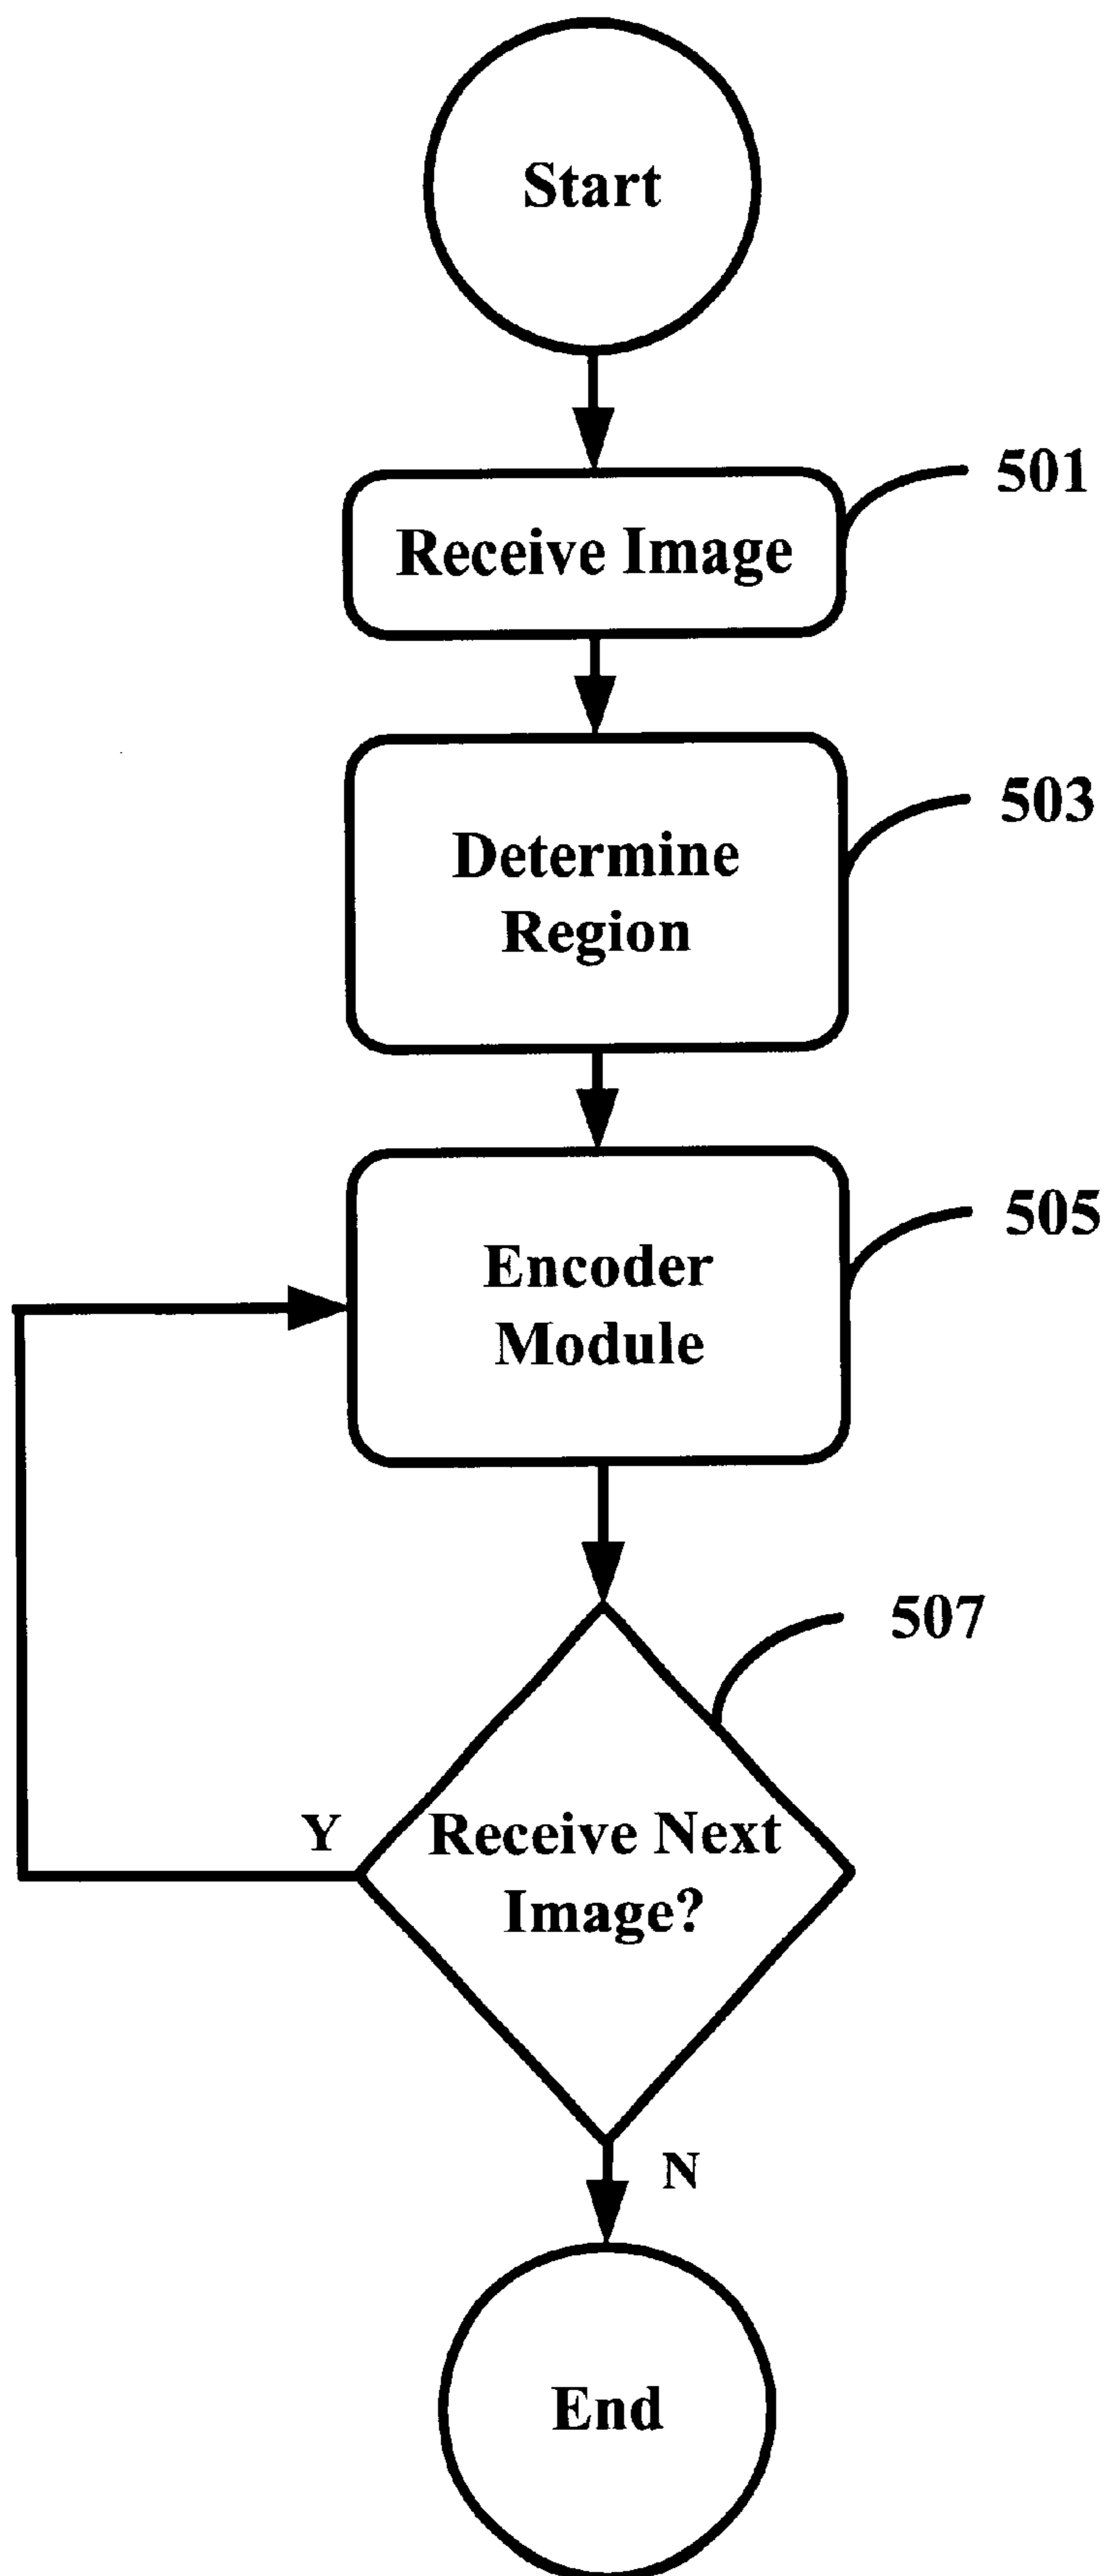 Start
501
Receive Image
503
Determine
Region
505
Encoder
Module
507
Y
Receive Next
Image?
N
End